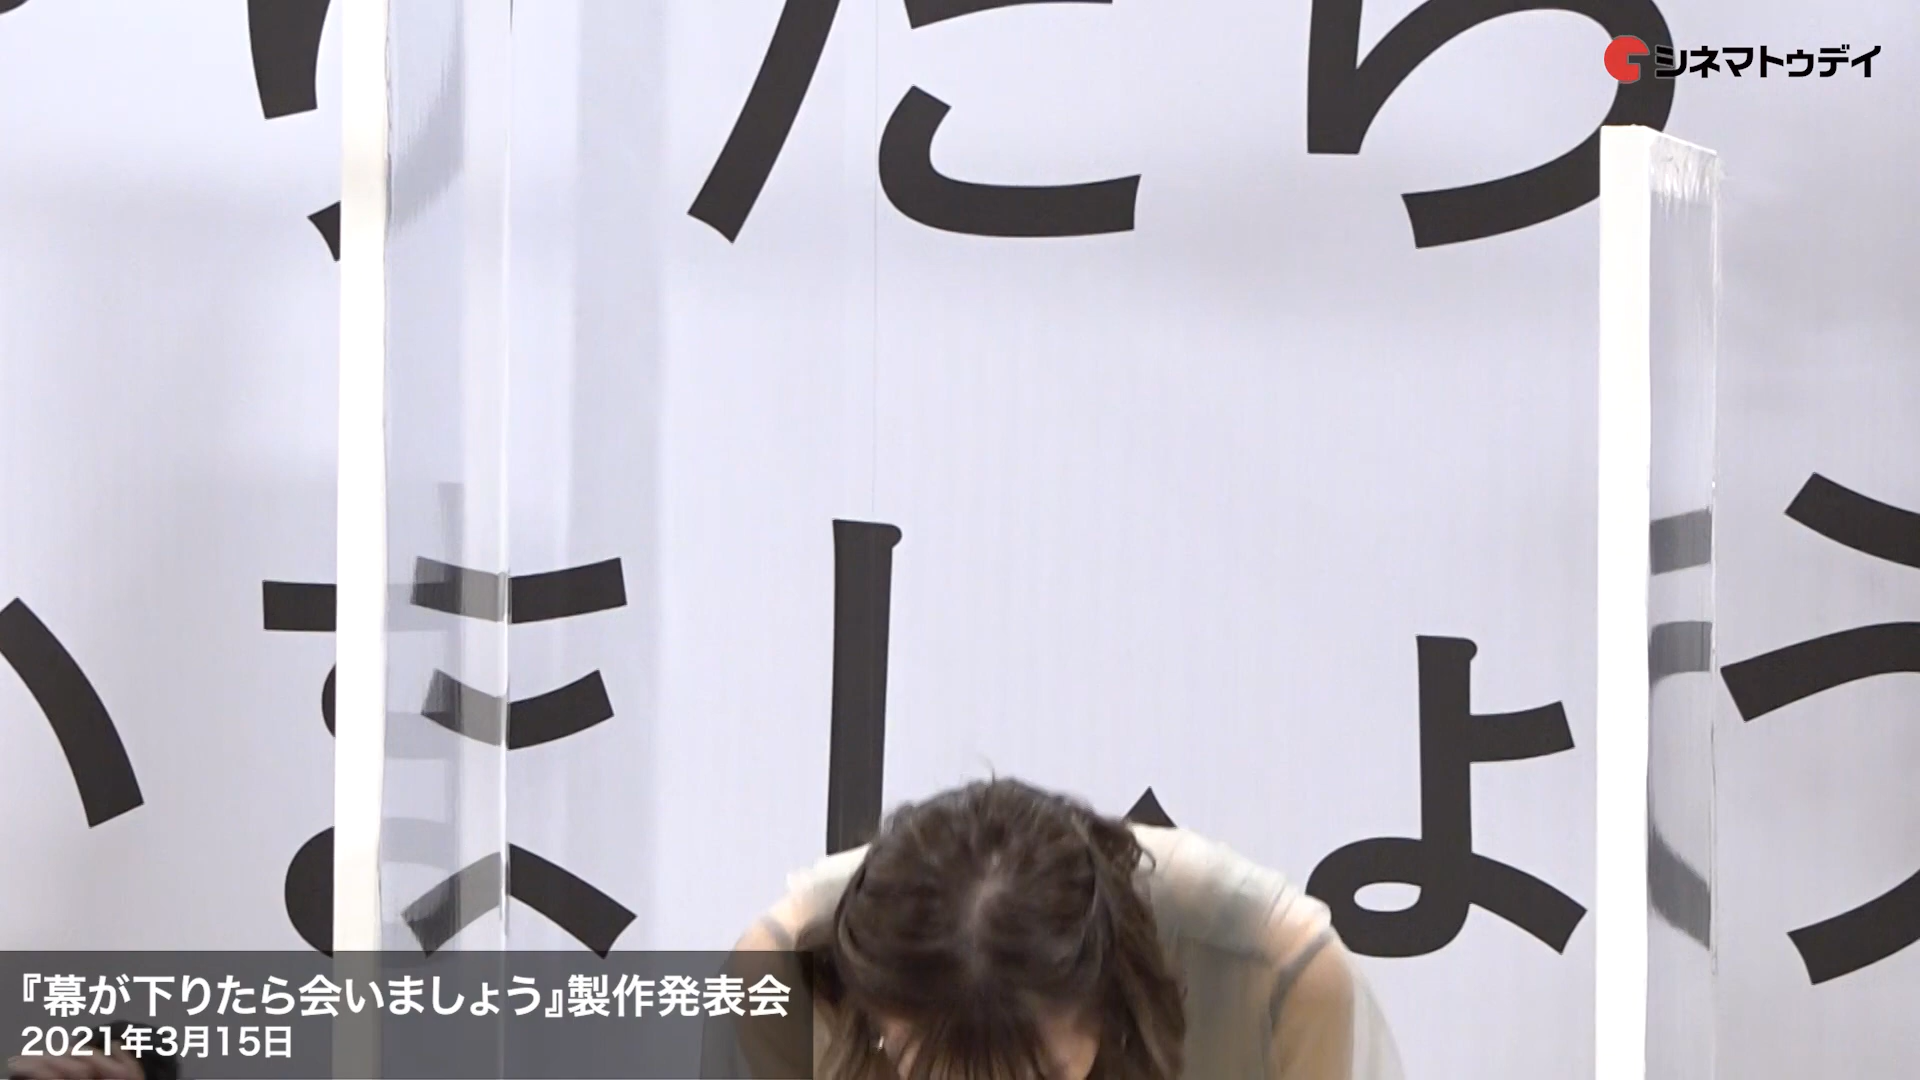 シネマトゥデイ
りたら
いましょう
『幕が下りたら会いましょう』製作発表会
2021年3月15日